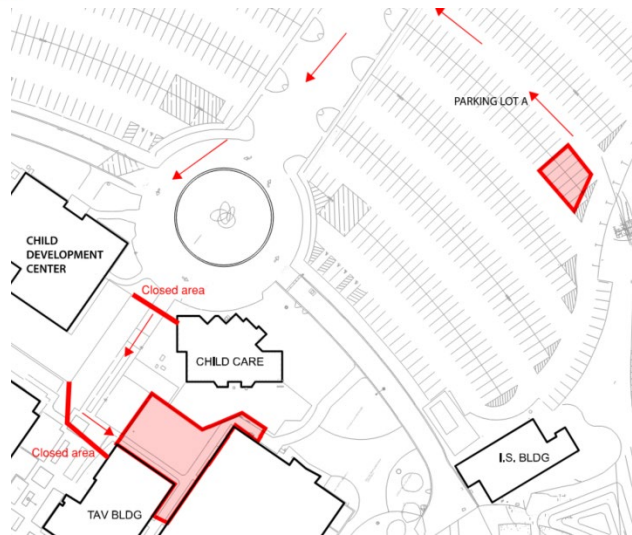 PARKING LOT A
CHILD
DEVELOPMENT
CENTER
Closed area
CHILD CARE
Closed area
I.S. BLDG
TAV BLDG